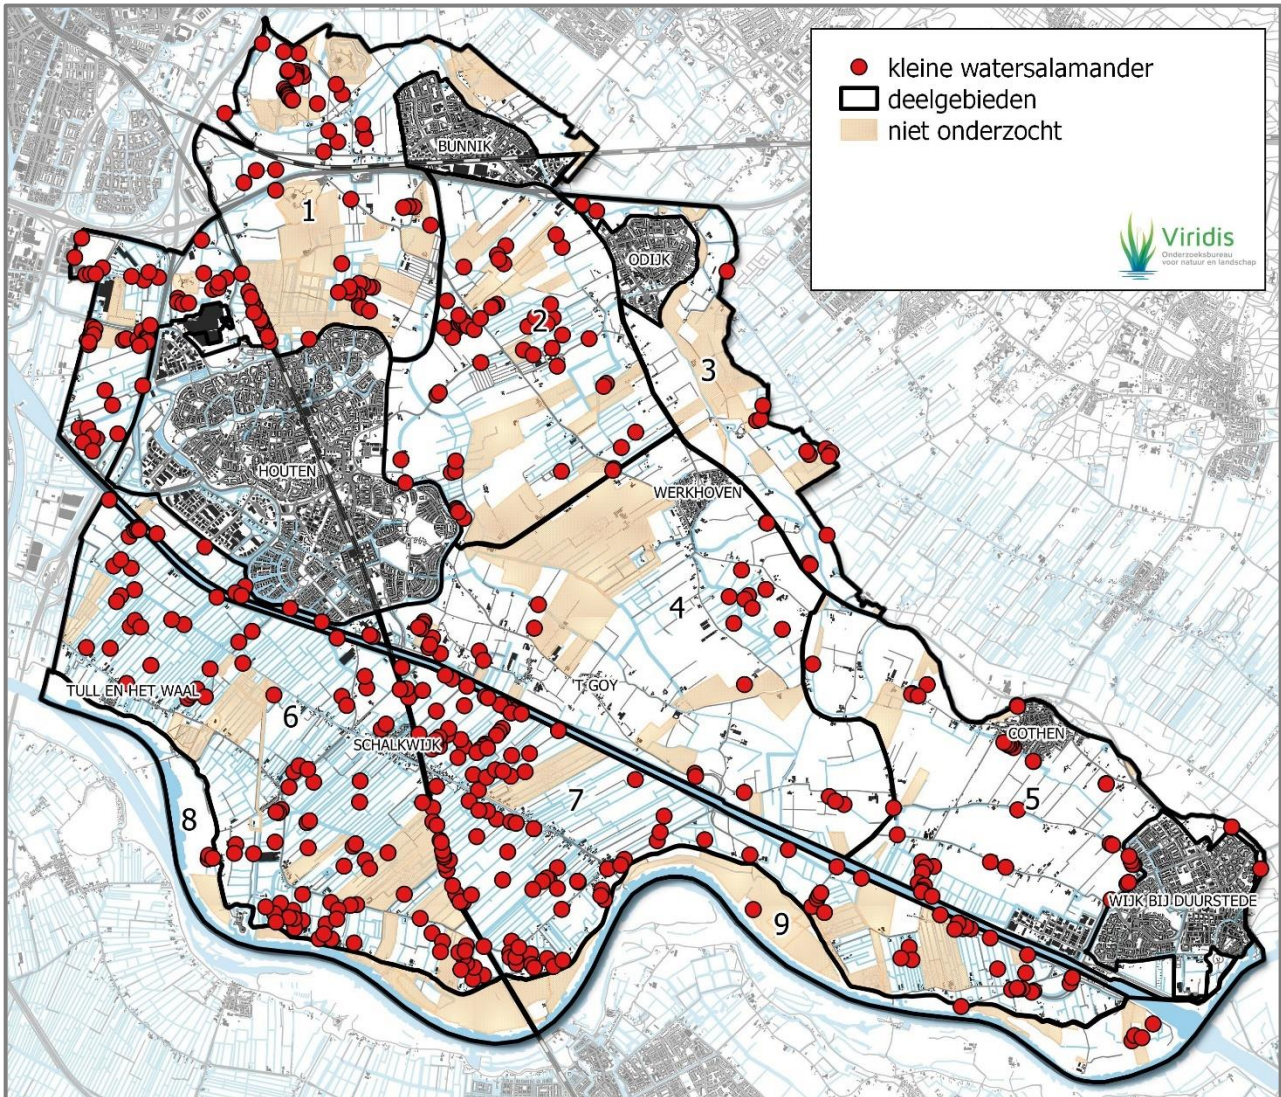 kleine watersalamander
deelgebieden
niet onderzocht
Viridis
Onderzoeksbureau
voor natuur en landschap
BUNNIK
1
ODIJK
2
3
HOUTEN
WERKHOVEN
4
TULL EN HET WAAL
'T GOY
6
SCHALKWIJK
COTHEN
7
5
8
WIJK BIJ DUURSTEDE
9